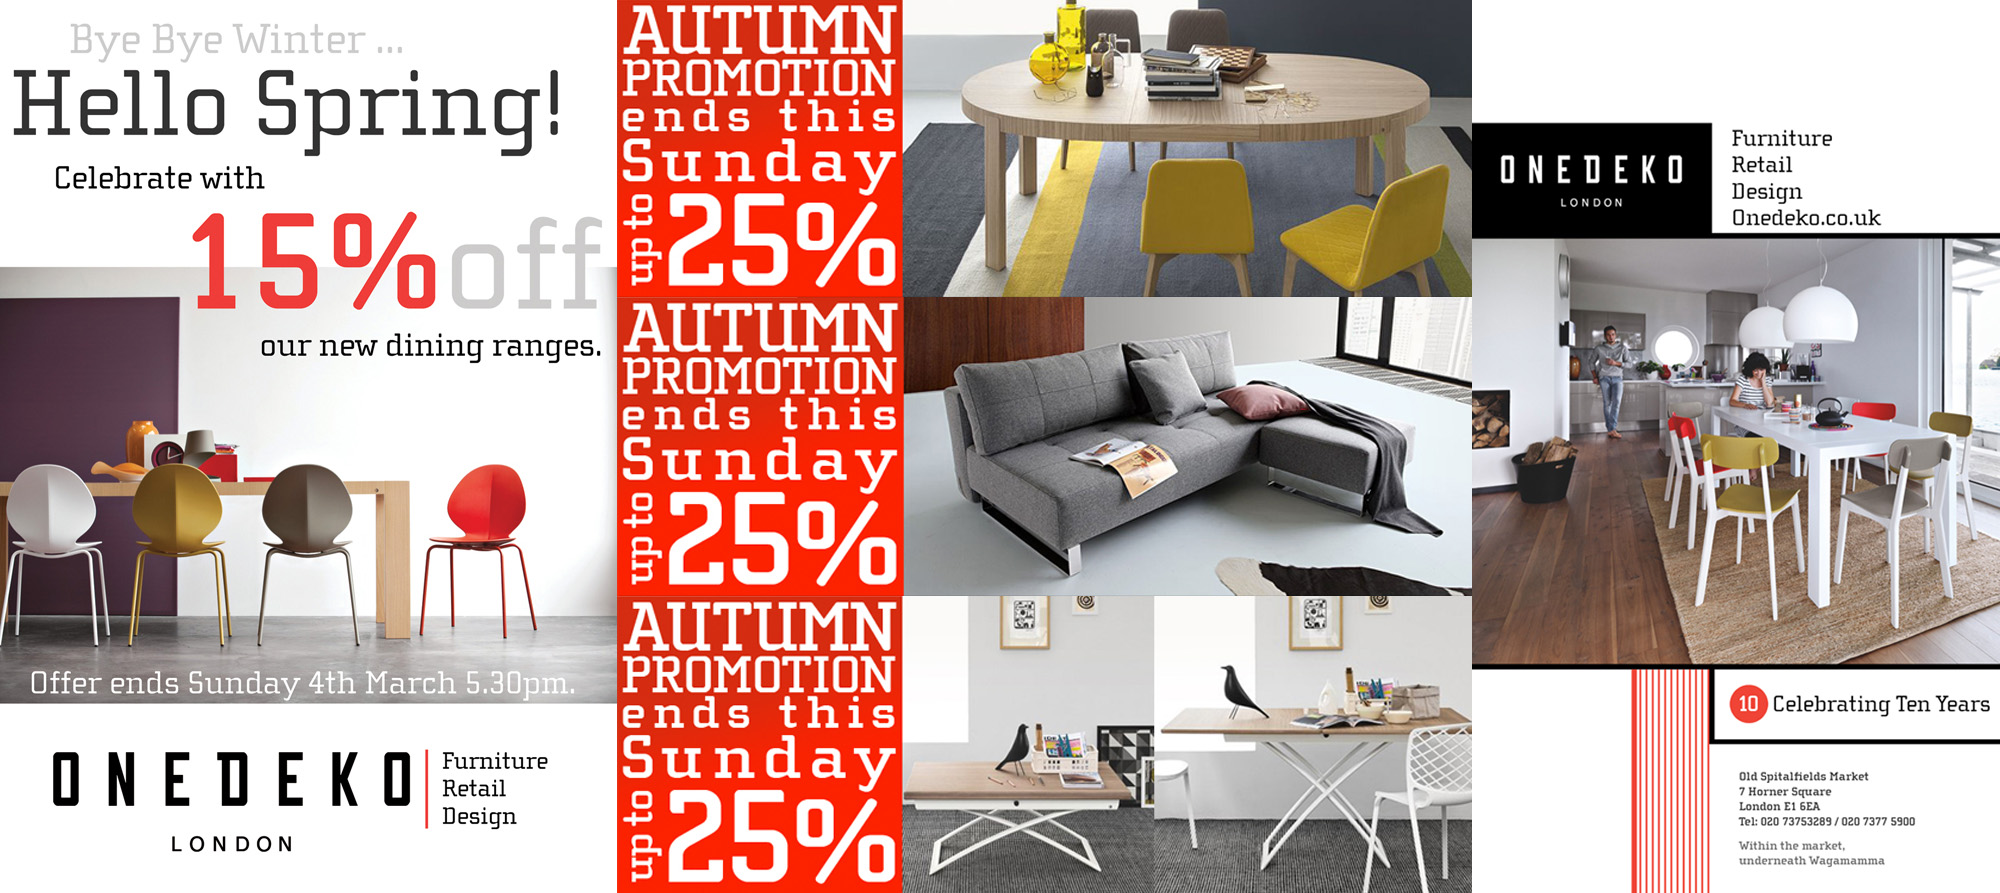 Bye Bye Winter ...
Hello Spring!
Celebrate with
15%off
our new dining ranges.
Offer ends Sunday 4th March 5.30pm.
ONEDEKO
LONDON
Furniture
Retail
Design
AUTUMN
PROMOTION
ends this
Sunday
up to 25%
AUTUMN
PROMOTION
ends this
Sunday
up to 25%
AUTUMN
PROMOTION
ends this
Sunday
up to 25%
ONEDEKO
LONDON
Furniture
Retail
Design
Onedeko.co.uk
10 Celebrating Ten Years
Old Spitalfields Market
7 Horner Square
London E1 6EA
Tel: 020 73753289 / 020 7377 5900
Within the market,
underneath Wagamamma